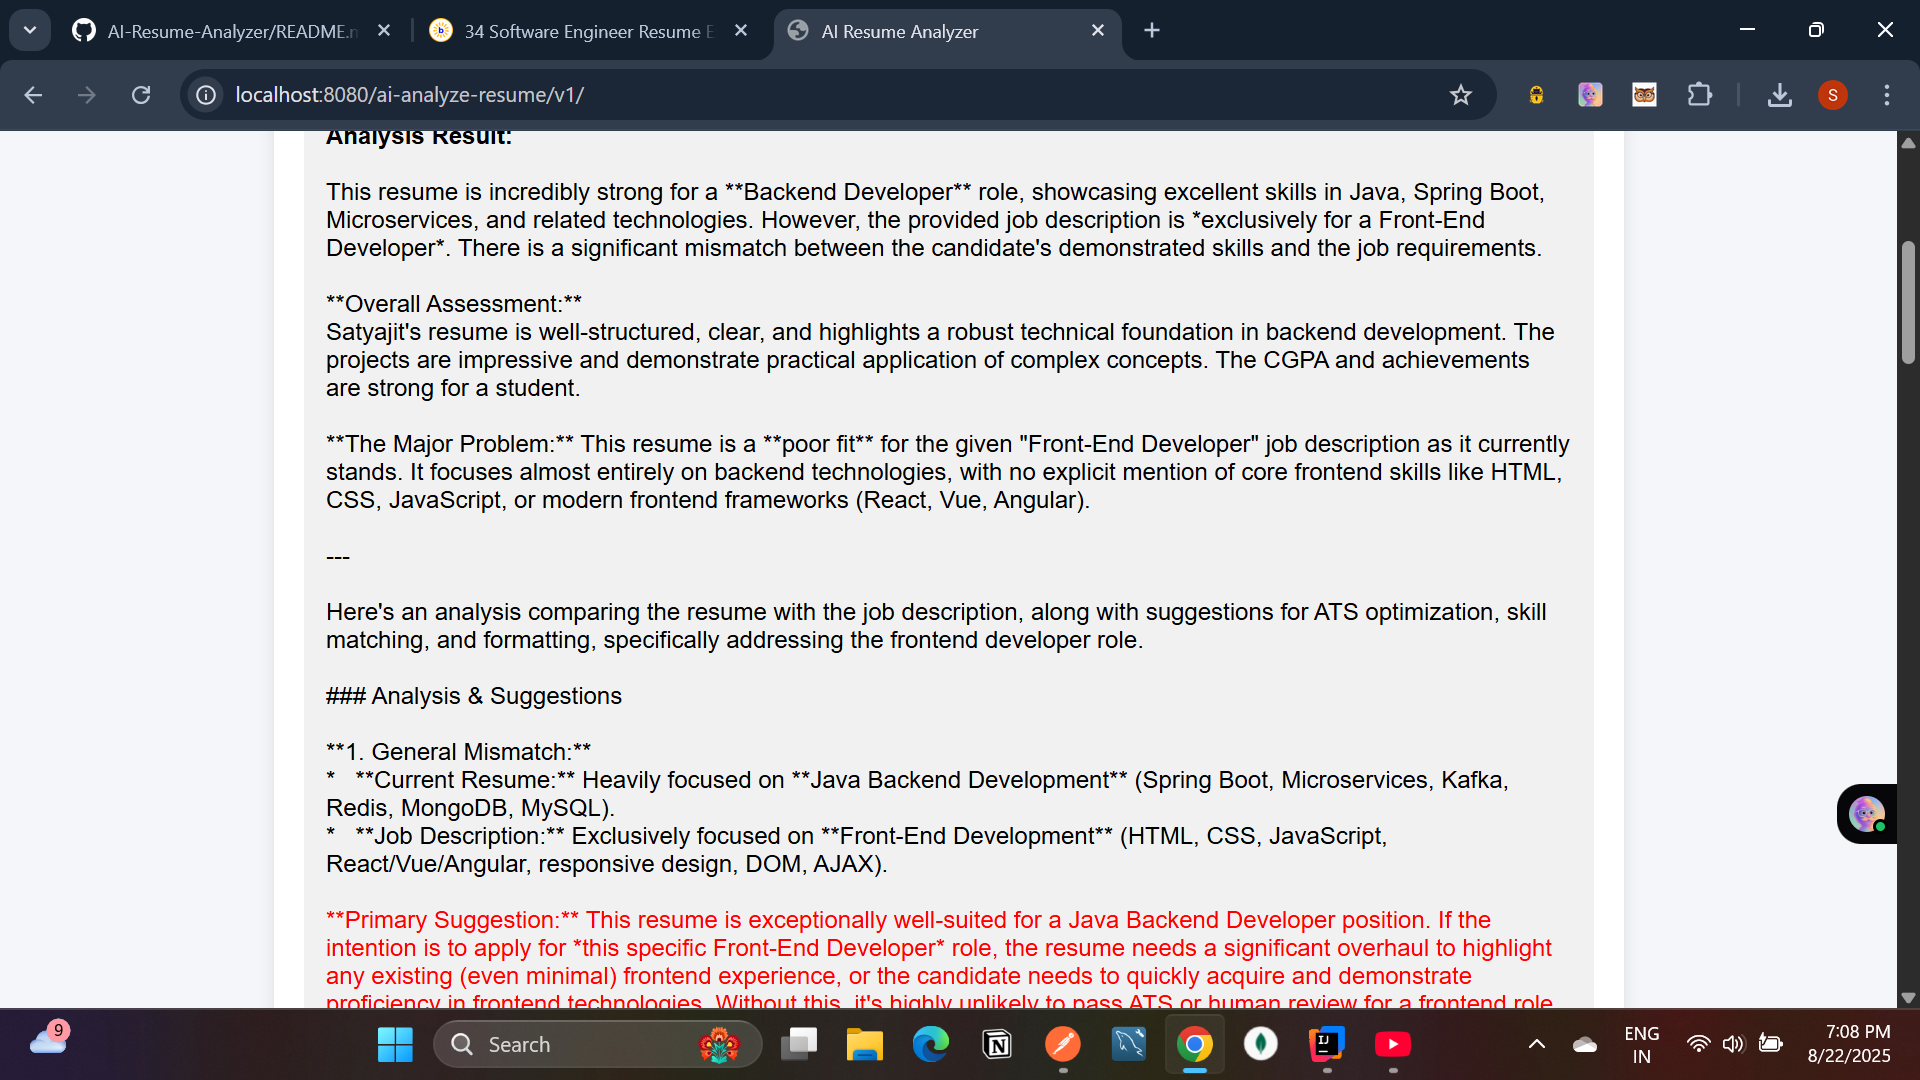 AI-Resume-Analyzer/README.m
34 Software Engineer Resume E
AI Resume Analyzer
localhost:8080/ai-analyze-resume/v1/
S
Analysis Result:
This resume is incredibly strong for a **Backend Developer** role, showcasing excellent skills in Java, Spring Boot,
Microservices, and related technologies. However, the provided job description is *exclusively for a Front-End
Developer*. There is a significant mismatch between the candidate's demonstrated skills and the job requirements.
**Overall Assessment:**
Satyajit's resume is well-structured, clear, and highlights a robust technical foundation in backend development. The
projects are impressive and demonstrate practical application of complex concepts. The CGPA and achievements
are strong for a student.
**The Major Problem:** This resume is a **poor fit** for the given "Front-End Developer" job description as it currently
stands. It focuses almost entirely on backend technologies, with no explicit mention of core frontend skills like HTML,
CSS, JavaScript, or modern frontend frameworks (React, Vue, Angular).
---
Here's an analysis comparing the resume with the job description, along with suggestions for ATS optimization, skill
matching, and formatting, specifically addressing the frontend developer role.
### Analysis & Suggestions
**1. General Mismatch:**
*   **Current Resume:** Heavily focused on **Java Backend Development** (Spring Boot, Microservices, Kafka,
Redis, MongoDB, MySQL).
*   **Job Description:** Exclusively focused on **Front-End Development** (HTML, CSS, JavaScript,
React/Vue/Angular, responsive design, DOM, AJAX).
**Primary Suggestion:** This resume is exceptionally well-suited for a Java Backend Developer position. If the
intention is to apply for *this specific Front-End Developer* role, the resume needs a significant overhaul to highlight
any existing (even minimal) frontend experience, or the candidate needs to quickly acquire and demonstrate
proficiency in frontend technologies. Without this, it's highly unlikely to pass ATS or human review for a frontend role
9
Search
ENG
IN
7:08 PM
8/22/2025